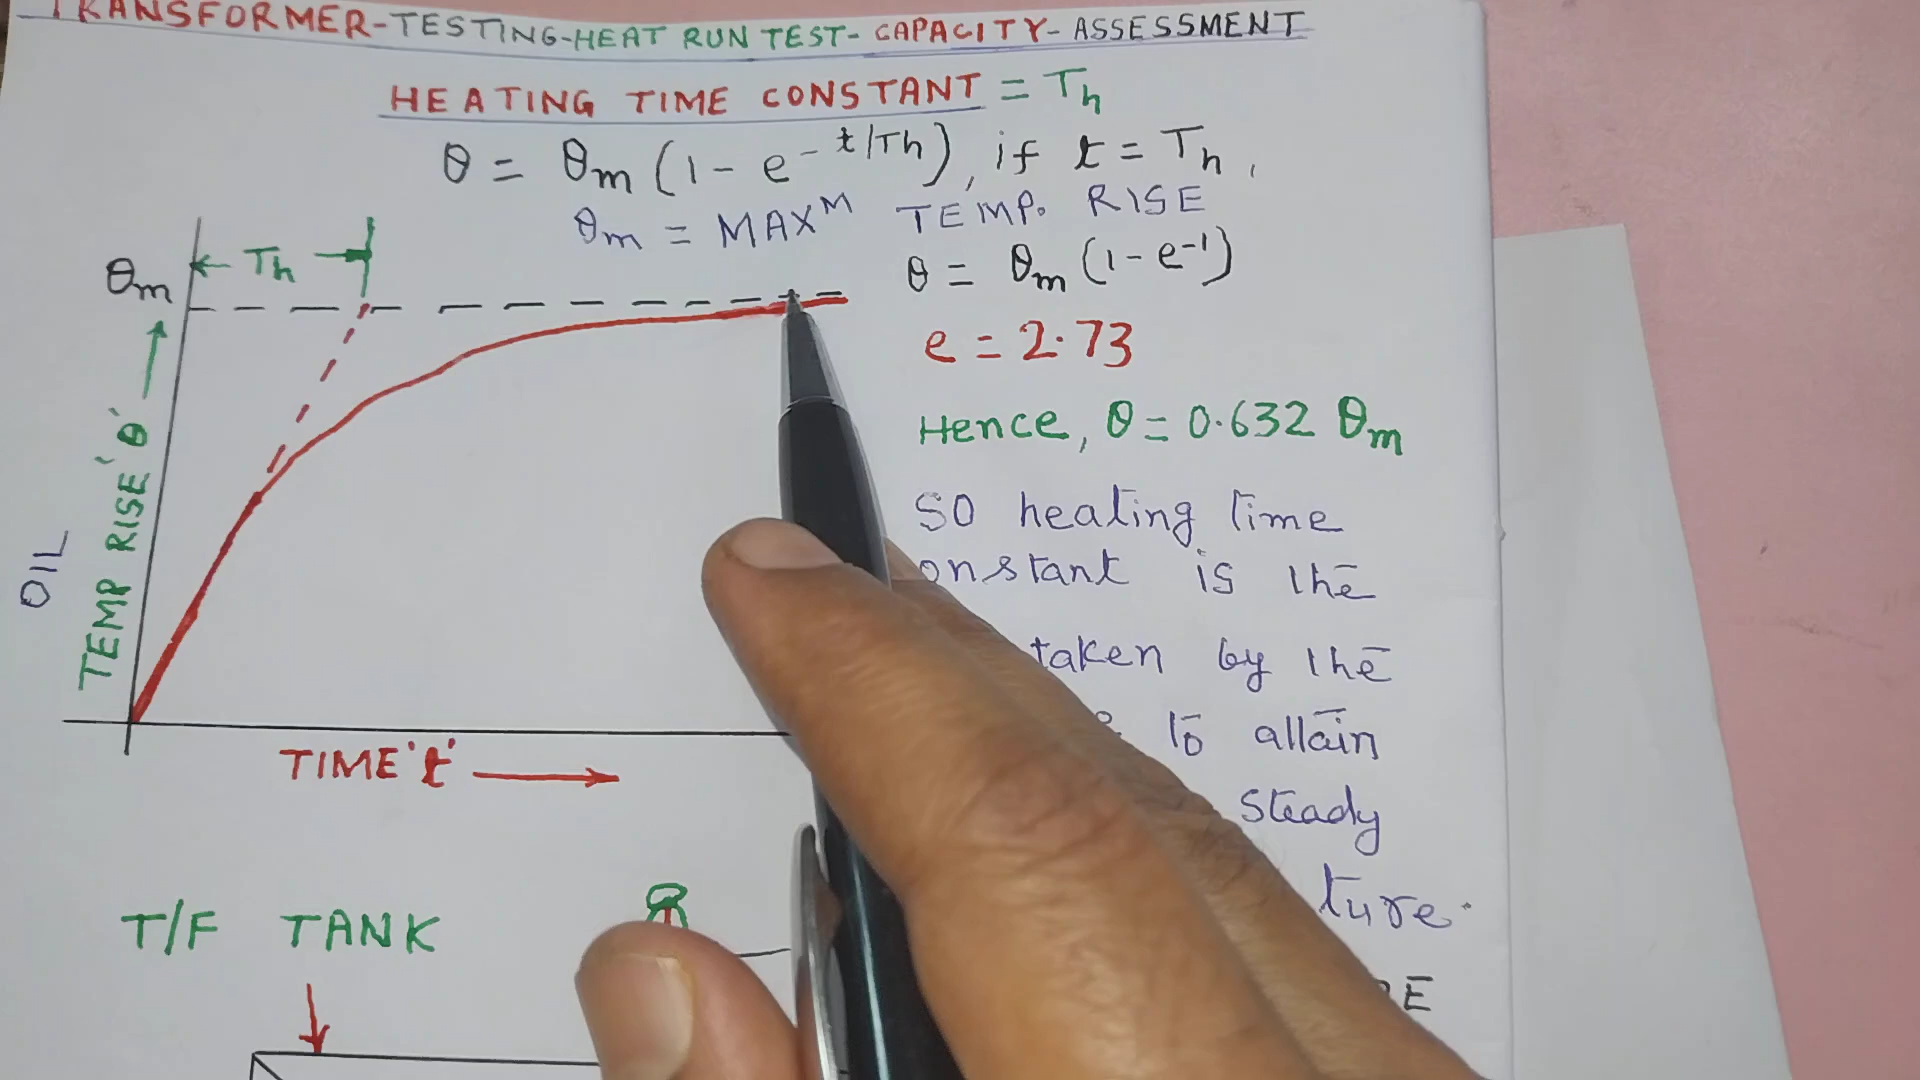 TRANSFORMER-TESTING-HEAT RUN TEST-CAPACITY-ASSESSMENT
HEATING TIME CONSTANT = Th
θ = θm (1 - e^-t/Th), if t = Th,
θm = MAX^M TEMP. RISE
θ = θm (1 - e^-1)
e = 2.73
Hence, θ = 0.632 θm
SO heating time
onstant is the
taken by the
to attain
steady
ture.
E
Th
θm
OIL
TEMP RISE 'θ'
TIME 't'
T/F TANK